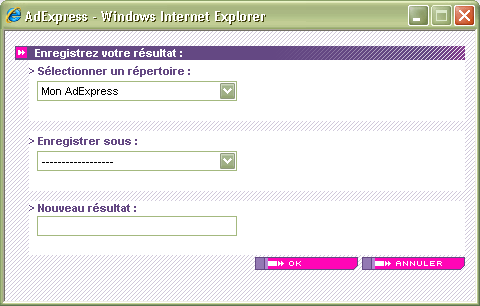 AdExpress - Windows Internet Explorer
Enregistrez votre résultat :
> Sélectionner un répertoire :
Mon AdExpress
> Enregistrer sous :
------------------
> Nouveau résultat :
OK ANNULER